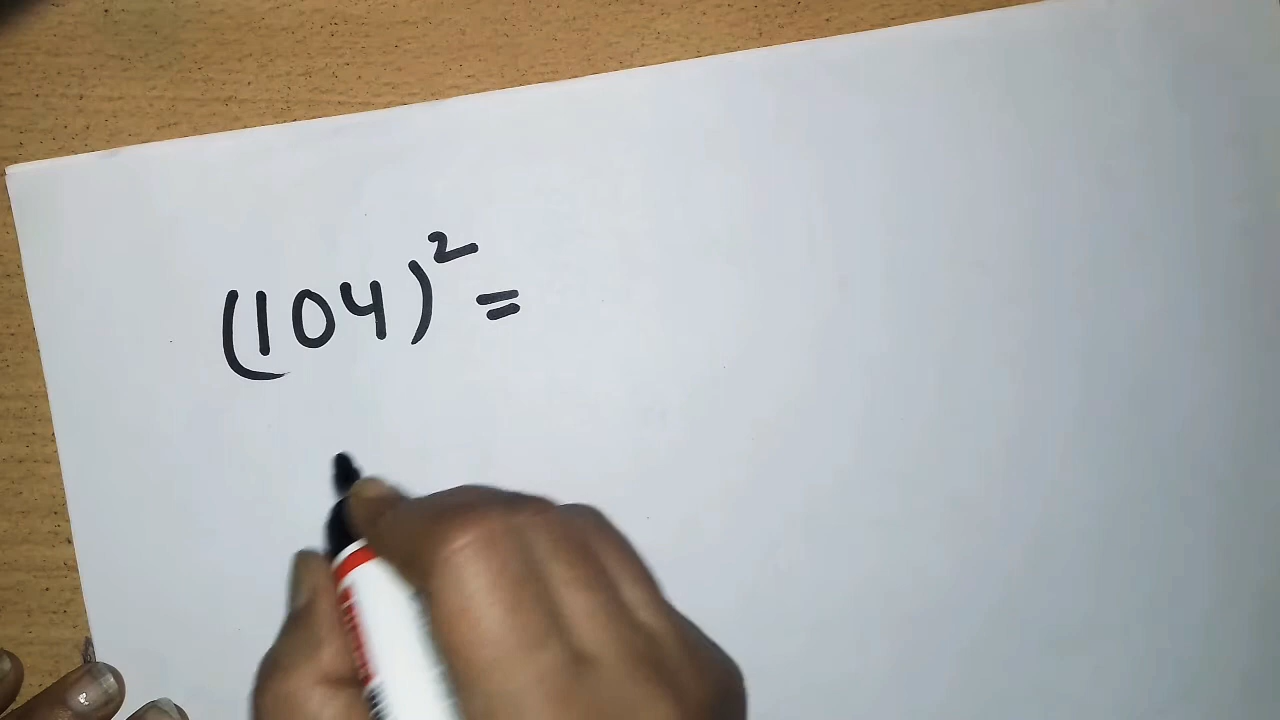 (104)² =